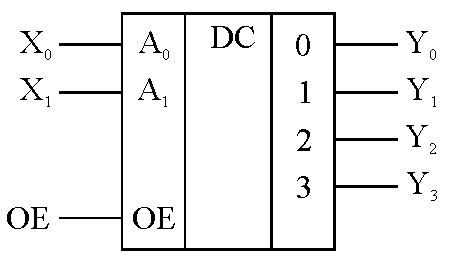 X₀ A₀ DC 0 Y₀
X₁ A₁ 1 Y₁
2 Y₂
3 Y₃
OE OE